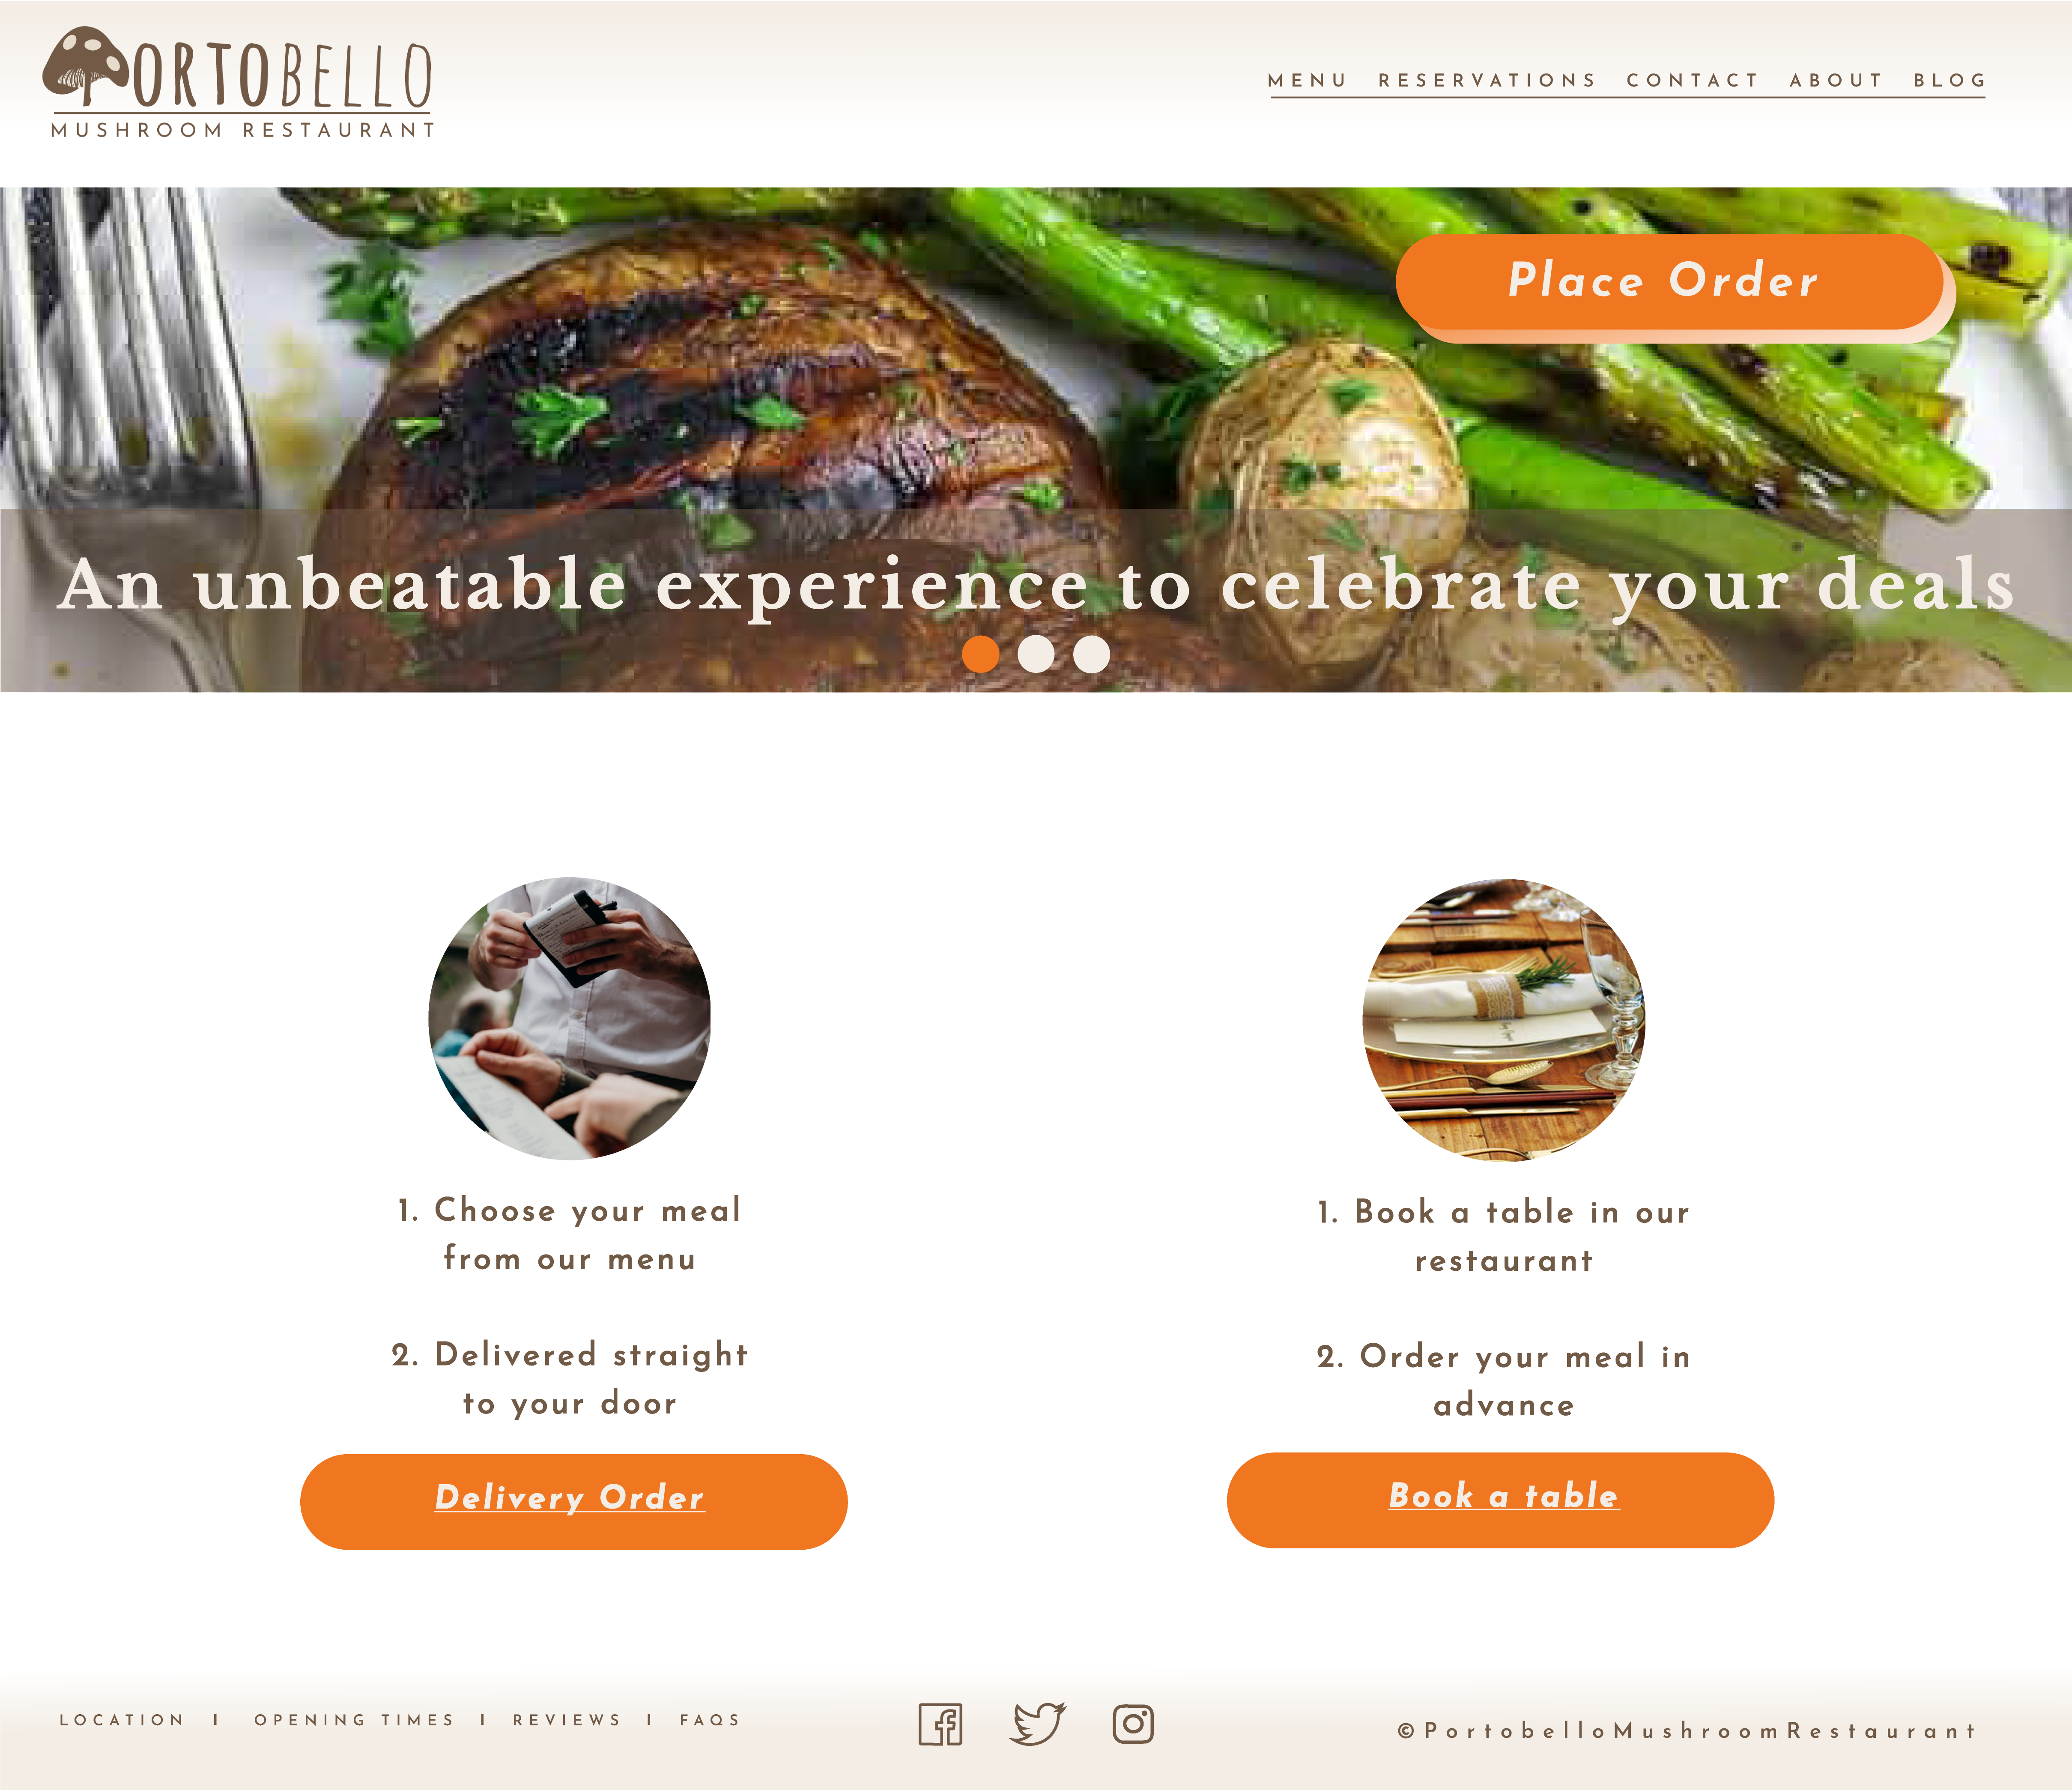 PORTOBELLO
MUSHROOM RESTAURANT
MENU RESERVATIONS CONTACT ABOUT BLOG
Place Order
An unbeatable experience to celebrate your deals
1. Choose your meal
from our menu
2. Delivered straight
to your door
Delivery Order
1. Book a table in our
restaurant
2. Order your meal in
advance
Book a table
LOCATION I OPENING TIMES I REVIEWS I FAQS
©PortobelloMushroomRestaurant